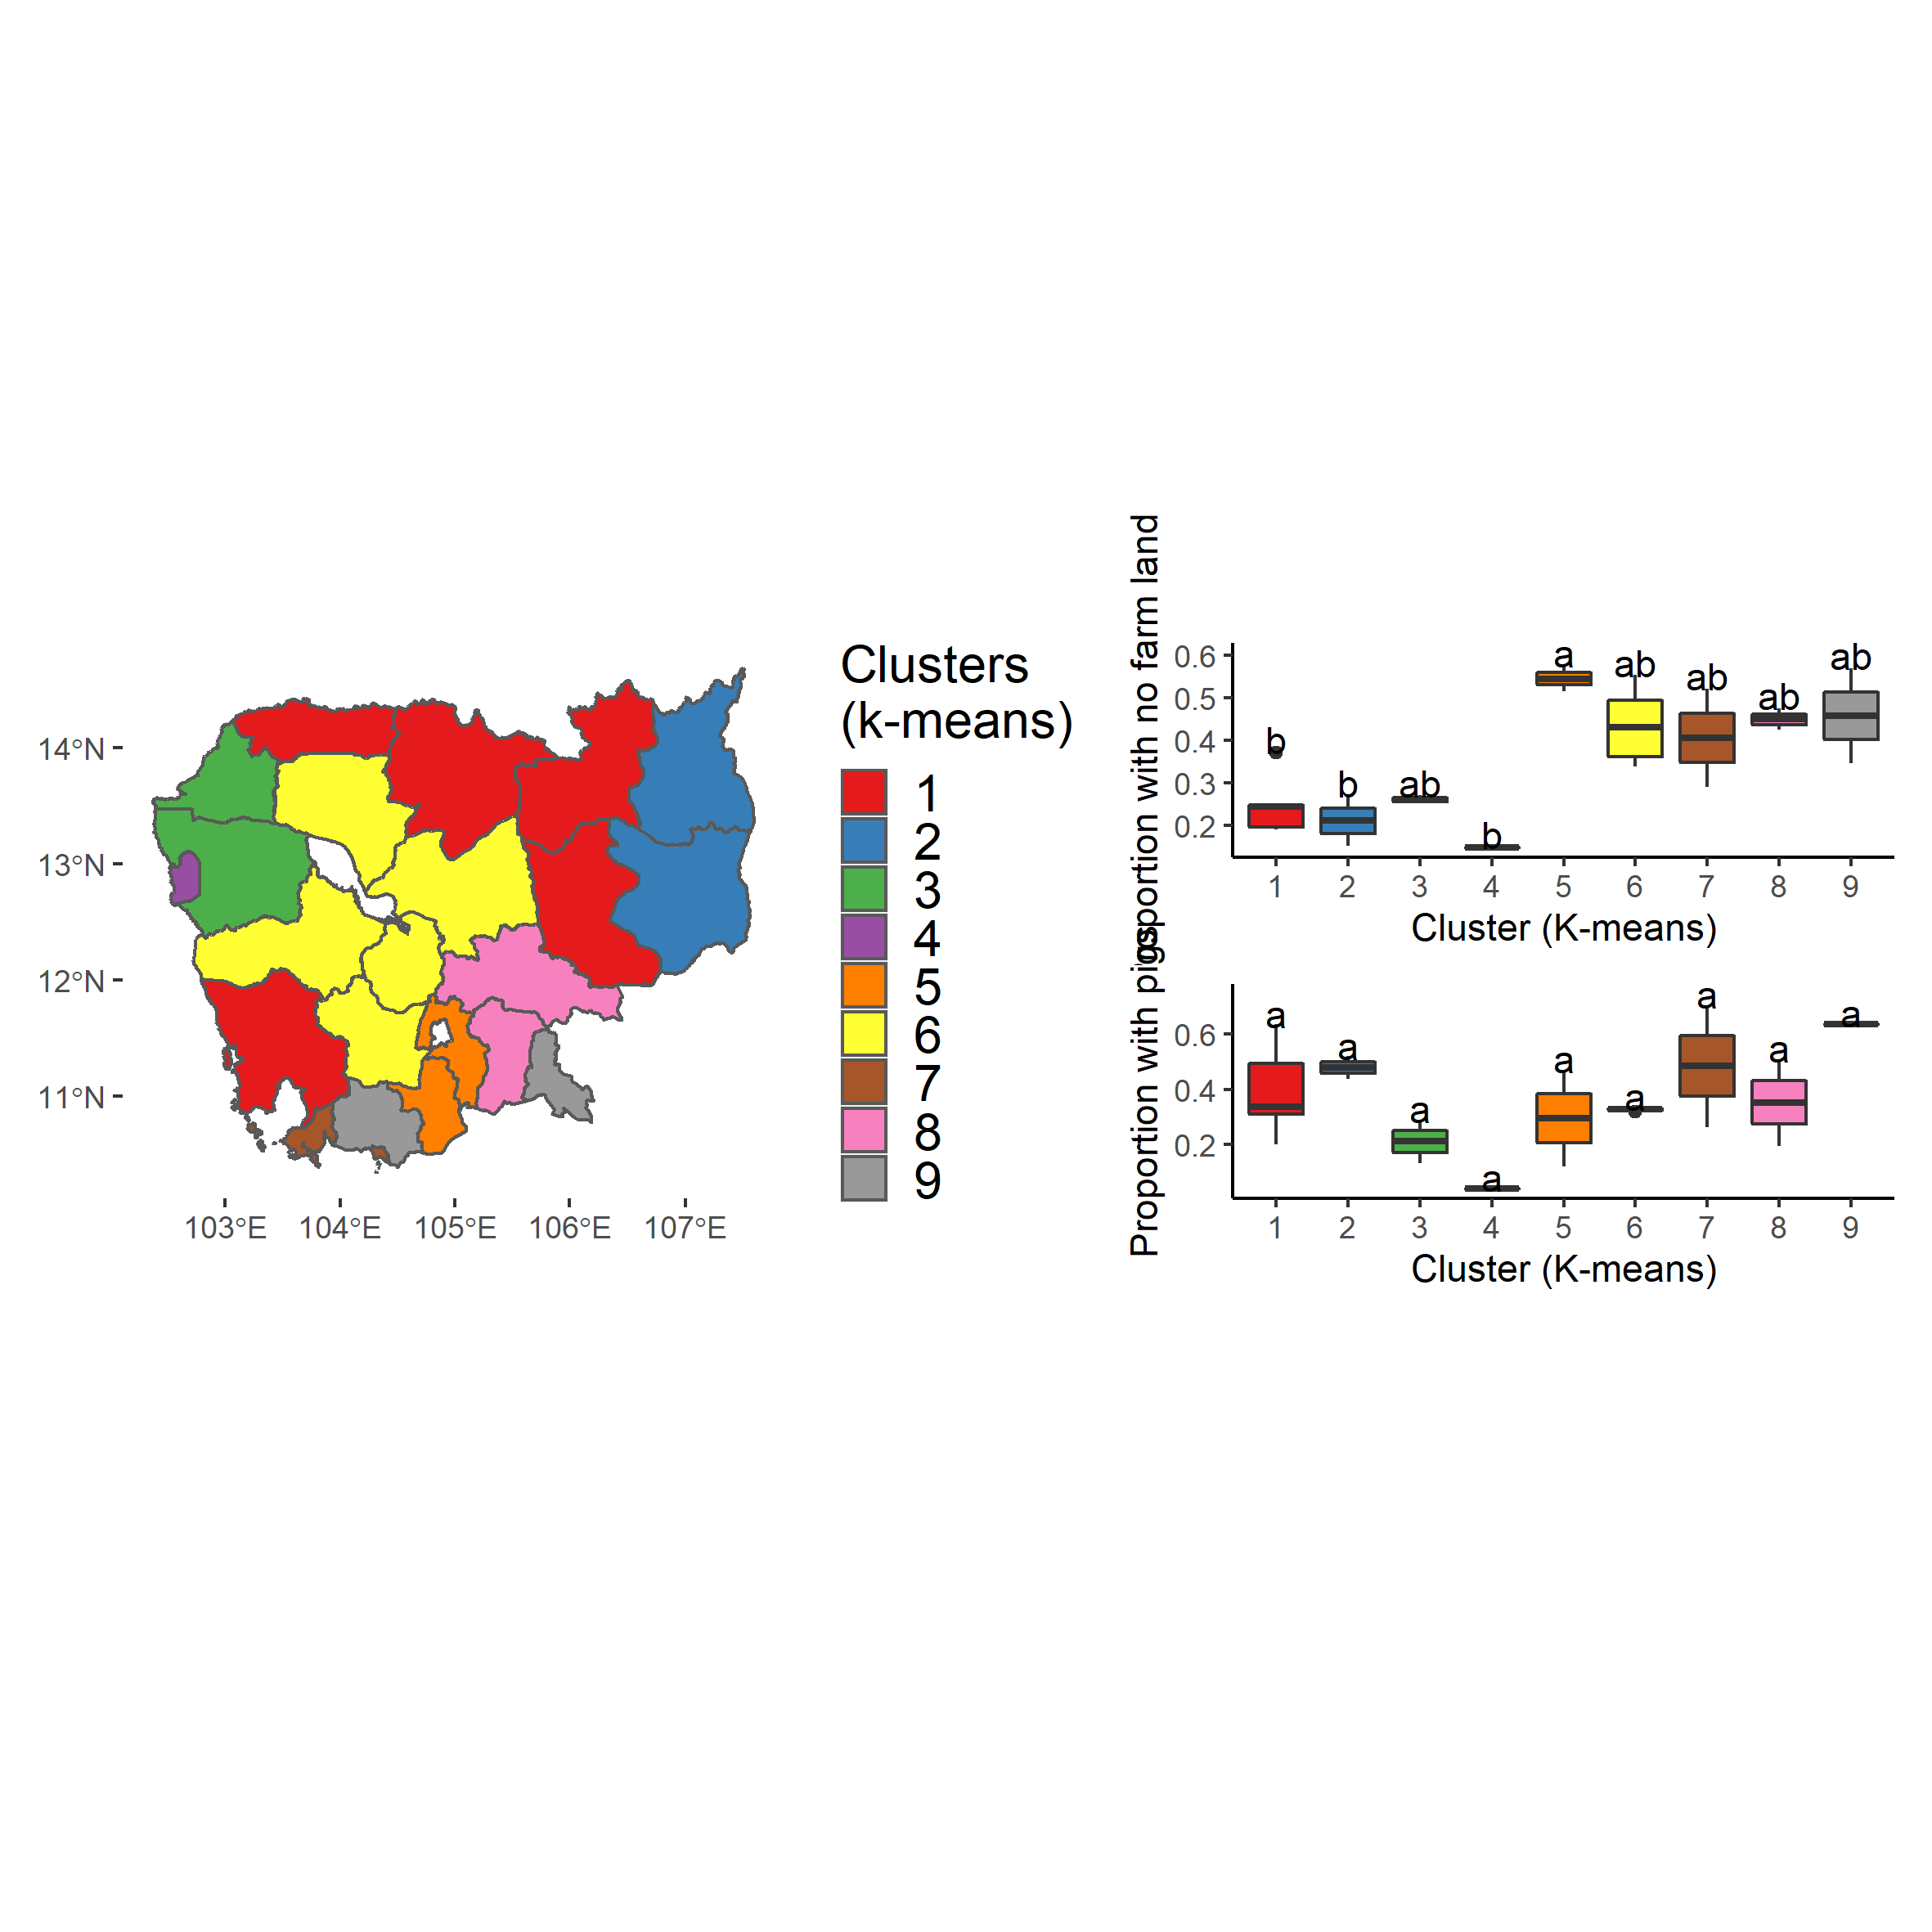 14°N
13°N
12°N
11°N
103°E 104°E 105°E 106°E 107°E
Clusters
(k-means)
1
2
3
4
5
6
7
8
9
Proportion with no farm land
0.6
0.5
0.4
0.3
0.2
b b ab b a ab ab ab ab
1 2 3 4 5 6 7 8 9
Cluster (K-means)
Proportion with pigs
0.6
0.4
0.2
a a a a a a a a a
1 2 3 4 5 6 7 8 9
Cluster (K-means)